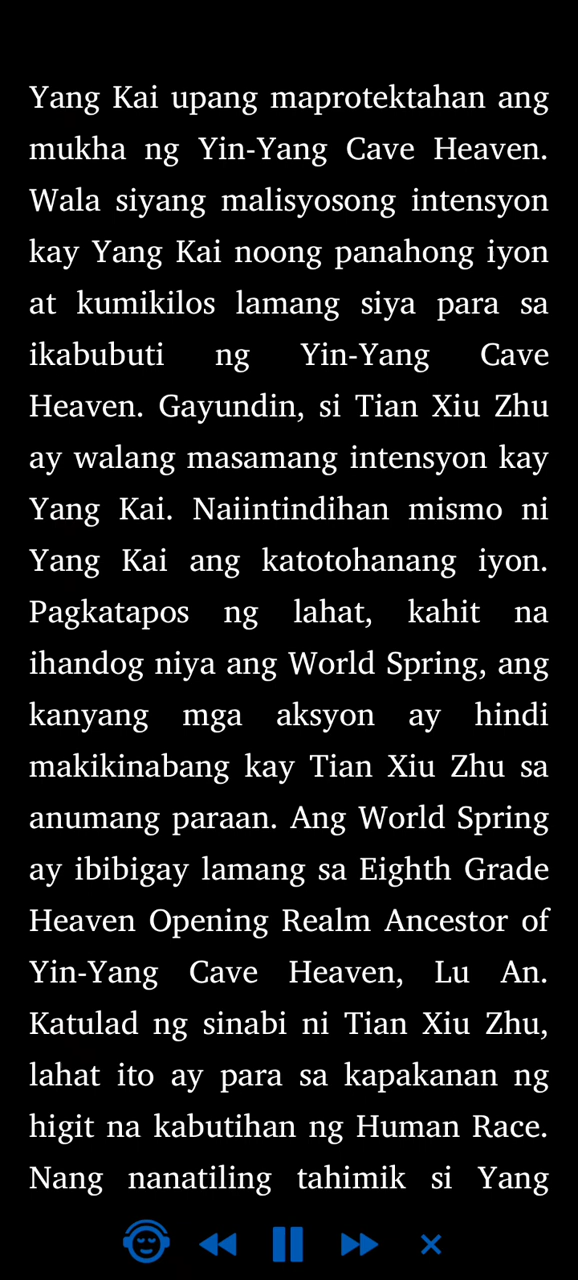 Yang Kai upang maprotektahan ang
mukha ng Yin-Yang Cave Heaven.
Wala siyang malisyosong intensyon
kay Yang Kai noong panahong iyon
at kumikilos lamang siya para sa
ikabubuti ng Yin-Yang Cave
Heaven. Gayundin, si Tian Xiu Zhu
ay walang masamang intensyon kay
Yang Kai. Naiintindihan mismo ni
Yang Kai ang katotohanang iyon.
Pagkatapos ng lahat, kahit na
ihandog niya ang World Spring, ang
kanyang mga aksyon ay hindi
makikinabang kay Tian Xiu Zhu sa
anumang paraan. Ang World Spring
ay ibibigay lamang sa Eighth Grade
Heaven Opening Realm Ancestor of
Yin-Yang Cave Heaven, Lu An.
Katulad ng sinabi ni Tian Xiu Zhu,
lahat ito ay para sa kapakanan ng
higit na kabutihan ng Human Race.
Nang nanatiling tahimik si Yang